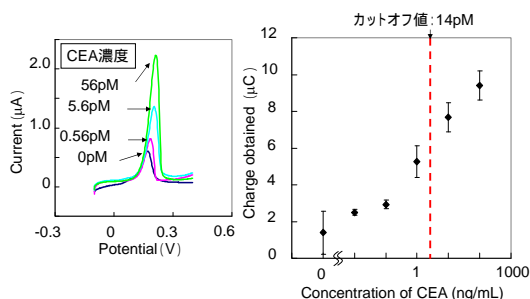 カットオフ値:14pM
CEA濃度
56pM
5.6pM
0.56pM
0pM
2.0
1.0
0
Current(μA)
-0.3
0
0.3
0.6
Potential(V)
12
10
8
6
4
2
0
Charge obtained (μC)
0
1
1000
Concentration of CEA (ng/mL)